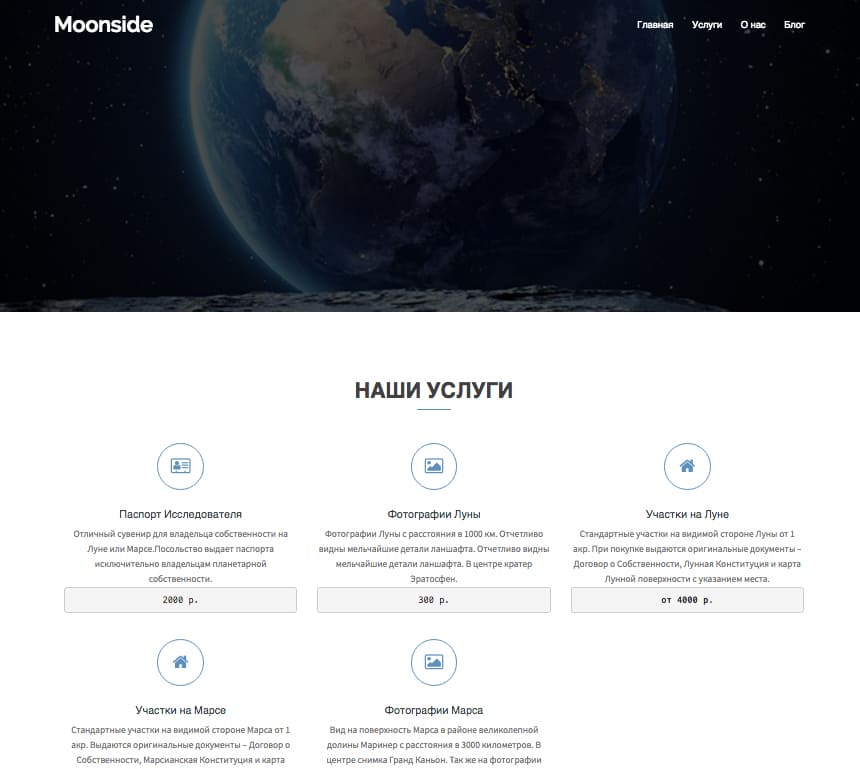 Moonside
Главная Услуги О нас Блог
НАШИ УСЛУГИ
Паспорт Исследователя
Отличный сувенир для владельца собственности на
Луне или Марсе.Посольство выдает паспорта
исключительно владельцам планетарной
собственности.
2000 р.
Фотографии Луны
Фотографии Луны с расстояния в 1000 км. Отчетливо
видны мельчайшие детали ланшафта. Отчетливо видны
мельчайшие детали ланшафта. В центре кратер
Эратосфен.
300 р.
Участки на Луне
Стандартные участки на видимой стороне Луны от 1
акр. При покупке выдаются оригинальные документы –
Договор о Собственности, Лунная Конституция и карта
Лунной поверхности с указанием места.
от 4000 р.
Участки на Марсе
Стандартные участки на видимой стороне Марса от 1
акр. Выдаются оригинальные документы – Договор о
Собственности, Марсианская Конституция и карта
Фотографии Марса
Вид на поверхность Марса в районе великолепной
долины Маринер с расстояния в 3000 километров. В
центре снимка Гранд Каньон. Так же на фотографии